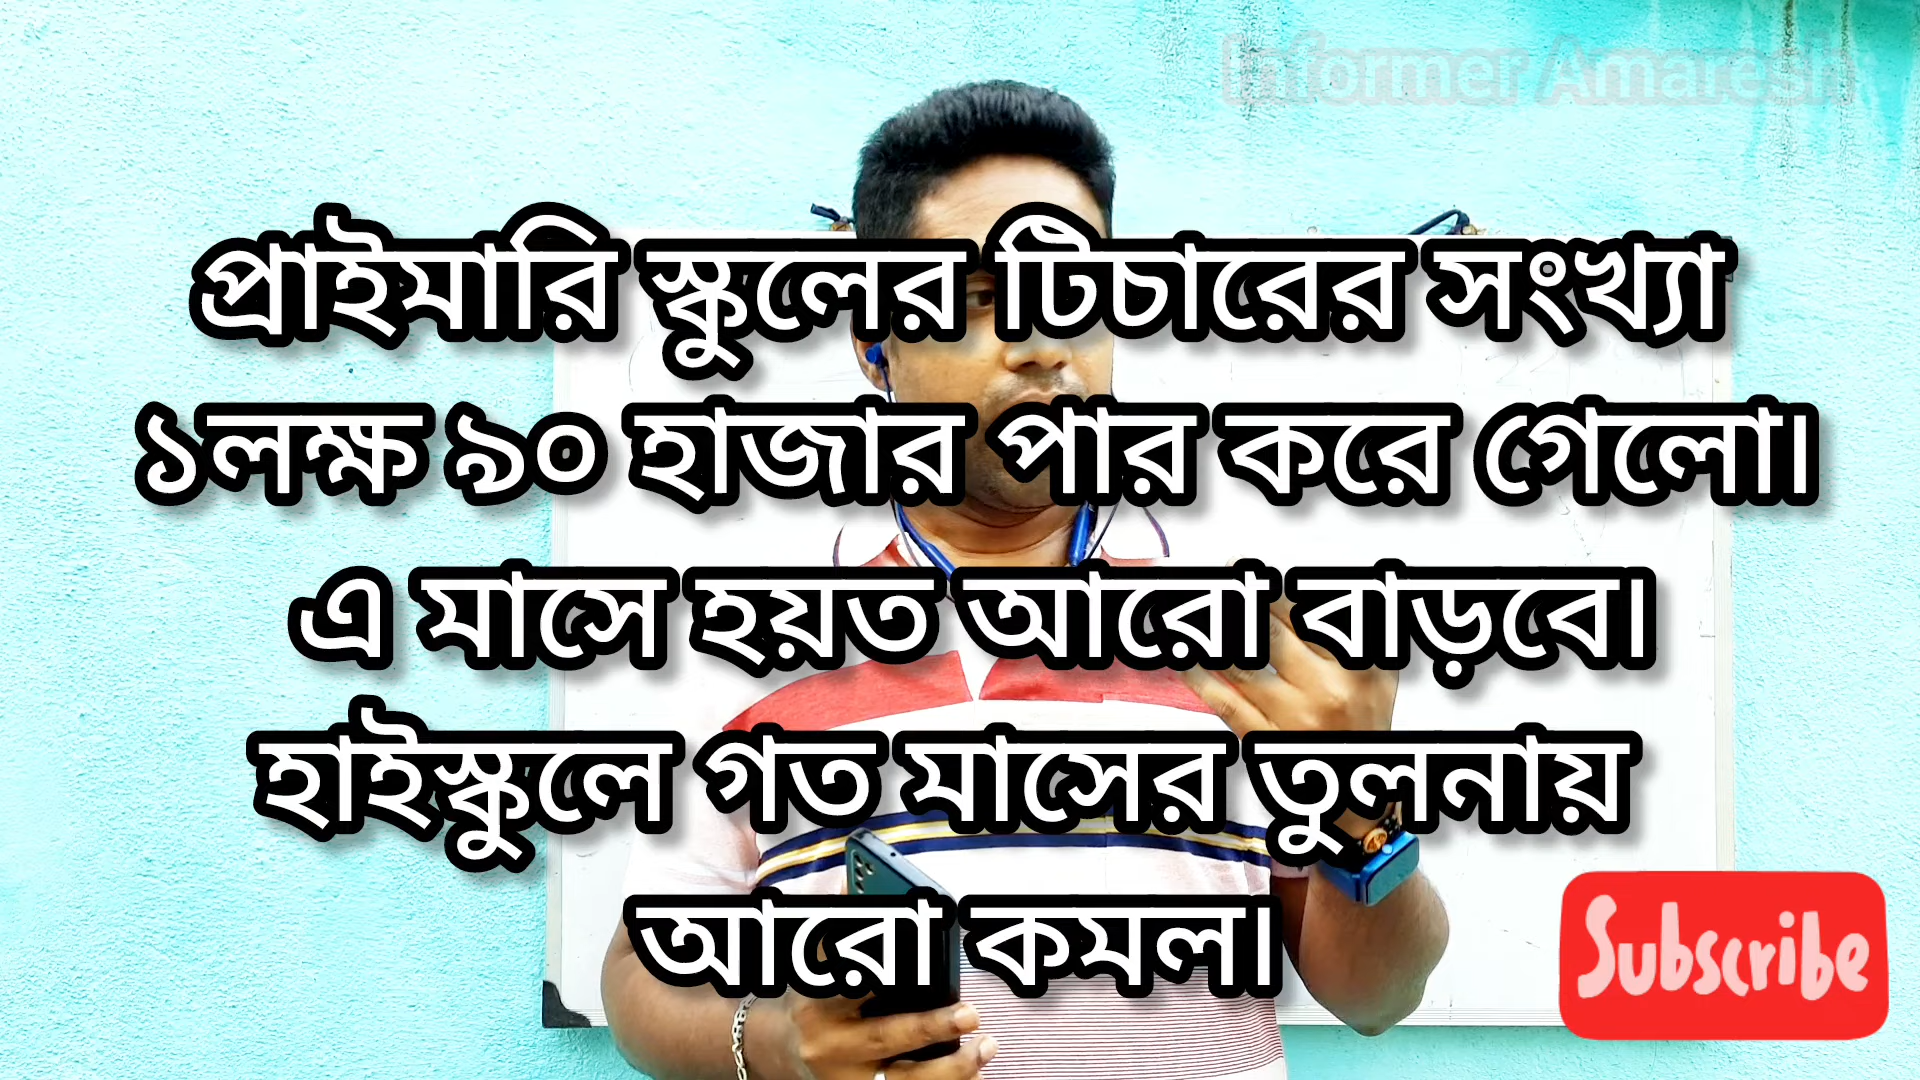 Informer Amaresh
প্রাইমারি স্কুলের টিচারের সংখ্যা
১লক্ষ ৯০ হাজার পার করে গেলো।
এ মাসে হয়ত আরো বাড়বে।
হাইস্কুলে গত মাসের তুলনায়
আরো কমল।
Subscribe